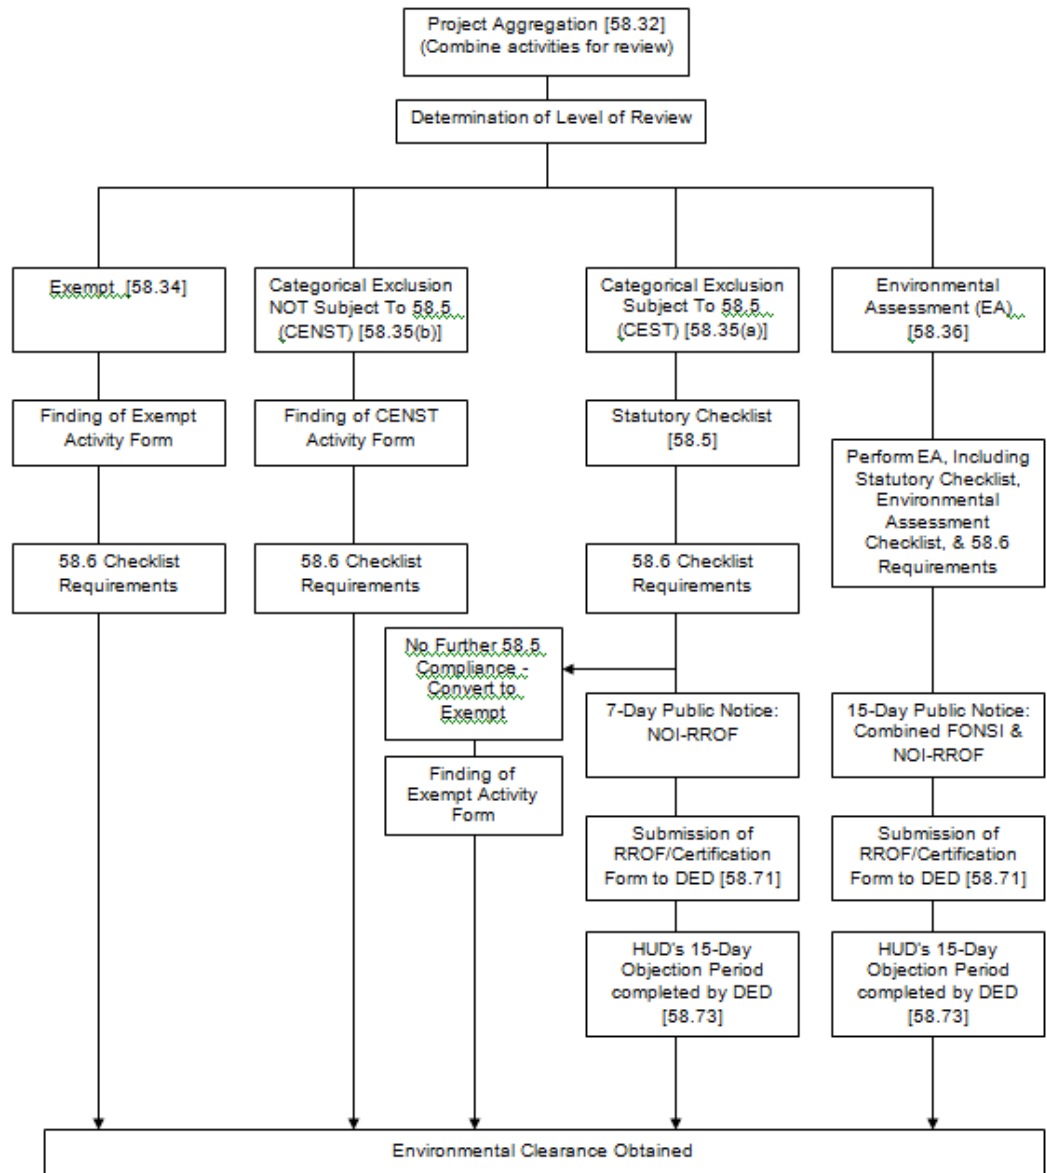 Project Aggregation [58.32]
(Combine activities for review)
Determination of Level of Review
Exempt [58.34]
Categorical Exclusion
NOT Subject To 58.5
(CENST) [58.35(b)]
Categorical Exclusion
Subject To 58.5
(CEST) [58.35(a)]
Environmental
Assessment (EA)
[58.36]
Finding of Exempt
Activity Form
Finding of CENST
Activity Form
Statutory Checklist
[58.5]
Perform EA, Including
Statutory Checklist,
Environmental
Assessment
Checklist, & 58.6
Requirements
58.6 Checklist
Requirements
58.6 Checklist
Requirements
58.6 Checklist
Requirements
No Further 58.5
Compliance -
Convert to
Exempt
7-Day Public Notice:
NOI-RROF
15-Day Public Notice:
Combined FONSI &
NOI-RROF
Finding of
Exempt Activity
Form
Submission of
RROF/Certification
Form to DED [58.71]
Submission of
RROF/Certification
Form to DED [58.71]
HUD's 15-Day
Objection Period
completed by DED
[58.73]
HUD's 15-Day
Objection Period
completed by DED
[58.73]
Environmental Clearance Obtained